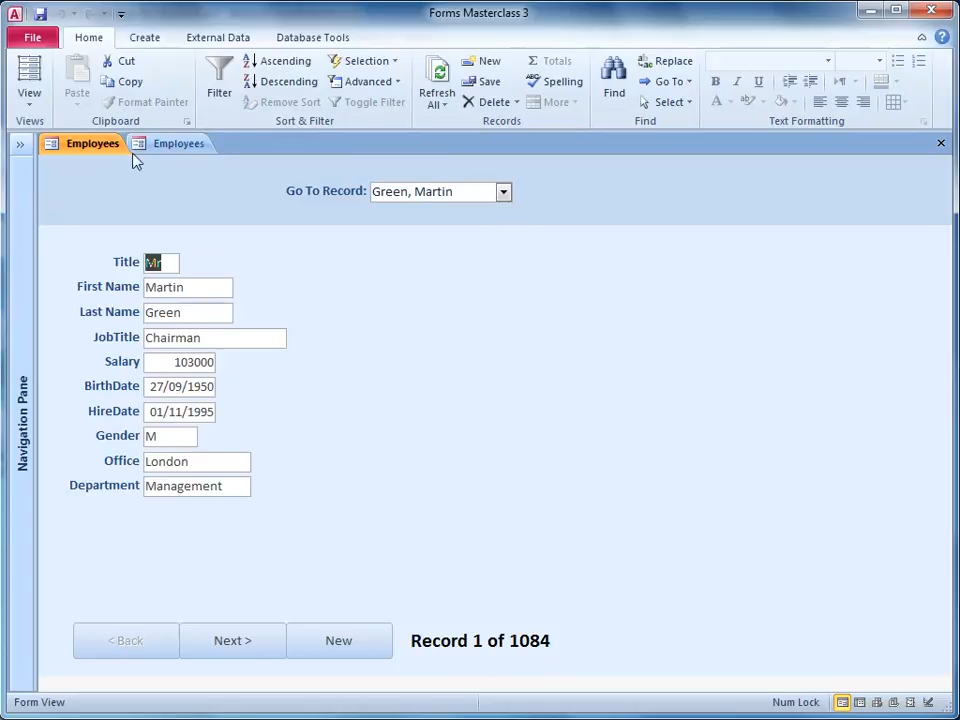 Forms Masterclass 3
File Home Create External Data Database Tools
View
Views
Paste
Cut
Copy
Format Painter
Clipboard
Filter
Ascending
Descending
Remove Sort
Selection
Advanced
Toggle Filter
Sort & Filter
Refresh
All
New
Save
Delete
Totals
Spelling
More
Records
Find
Replace
Go To
Select
Find
B I U
A ab
Text Formatting
Employees
Employees
Navigation Pane
Go To Record: Green, Martin
Title Mr
First Name Martin
Last Name Green
JobTitle Chairman
Salary 103000
BirthDate 27/09/1950
HireDate 01/11/1995
Gender M
Office London
Department Management
< Back Next > New Record 1 of 1084
Form View
Num Lock